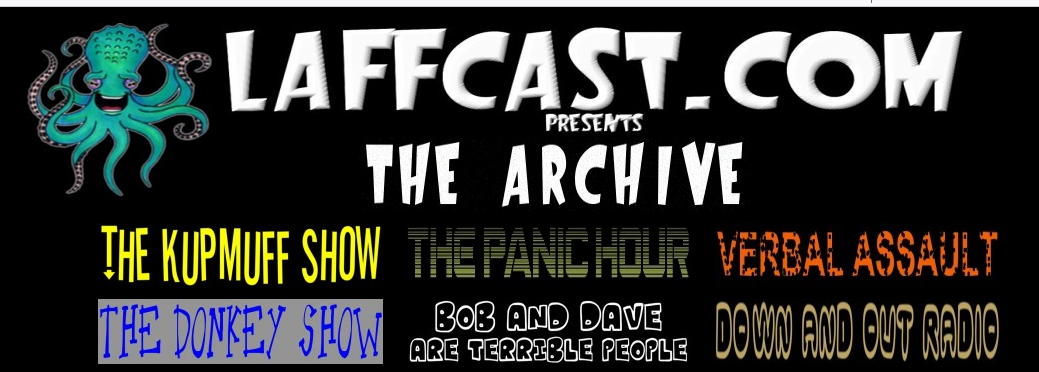 LAFFCAST.COM
PRESENTS
THE ARCHIVE
THE KUPMUFF SHOW
THE PANIC HOUR
VERBAL ASSAULT
THE DONKEY SHOW
BOB AND DAVE
ARE TERRIBLE PEOPLE
DOWN AND OUT RADIO